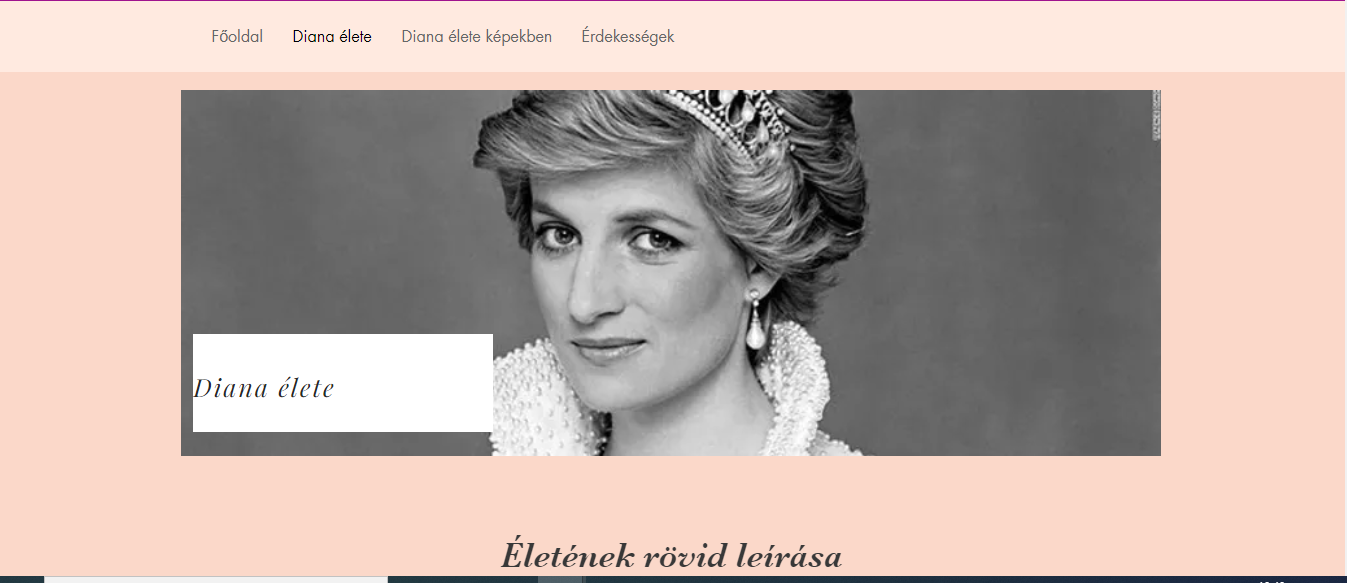 Főoldal Diana élete Diana élete képekben Érdekességek
Diana élete
Életének rövid leírása